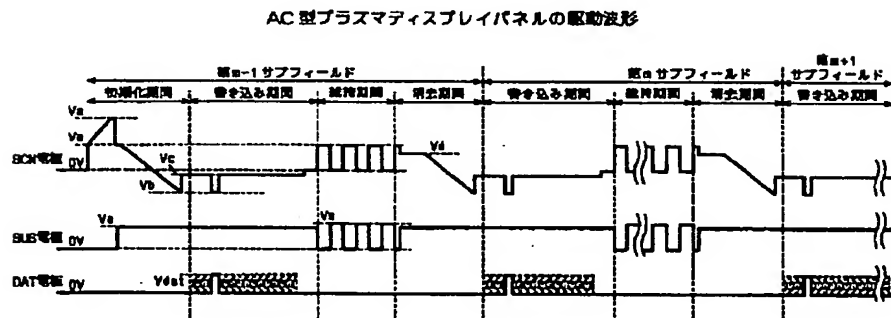 AC型プラズマディスプレイパネルの駆動波形
第m-1サブフィールド
第mサブフィールド
第m+1
サブフィールド
初期化期間
書き込み期間
維持期間
消去期間
書き込み期間
維持期間
消去期間
書き込み期間
Va
Vs
SCN電極
0V
Vc
Vb
Vd
Vs
SUS電極
0V
Vs
DAT電極
0V
Vdat